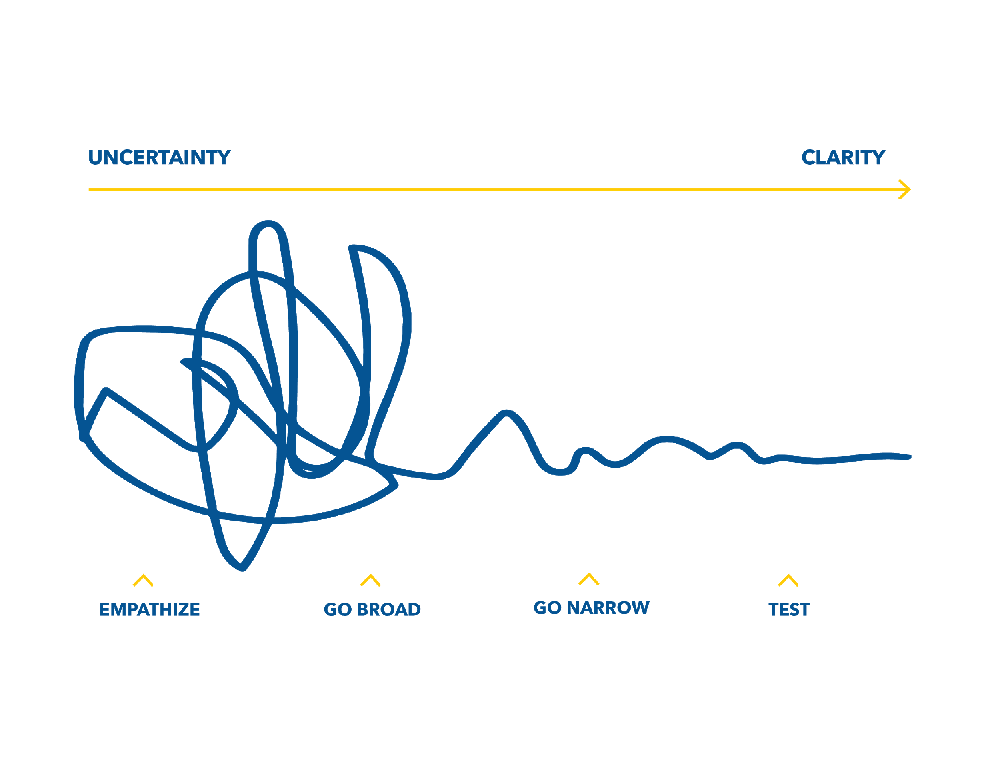 UNCERTAINTY
CLARITY
EMPATHIZE
GO BROAD
GO NARROW
TEST